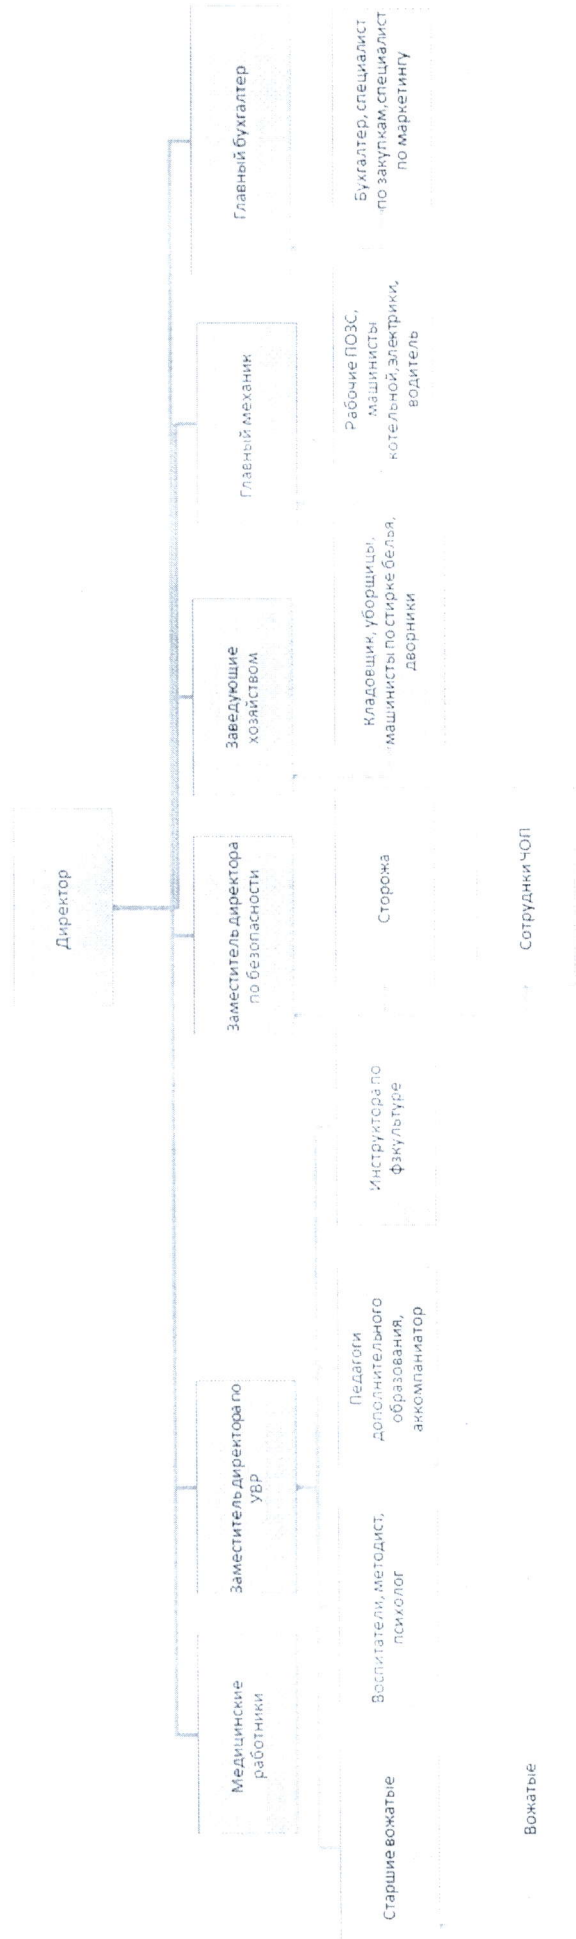 Директор
Медицинские
работники
Заместитель директора по
УВР
Заместитель директора
по безопасности
Заведующие
хозяйством
Главный механик
Главный бухгалтер
Старшие вожатые
Воспитатели, методист,
психолог
Педагоги
дополнительного
образования,
аккомпаниатор
Инструктора по
фзкультуре
Сторожа
Кладовщик, уборщицы,
машинисты по стирке белья,
дворники
Рабочие ПОЗС,
машинисты
котельной, электрики,
водитель
Бухгалтер, специалист
по закупкам, специалист
по маркетингу
Вожатые
Сотруднки ЧОП